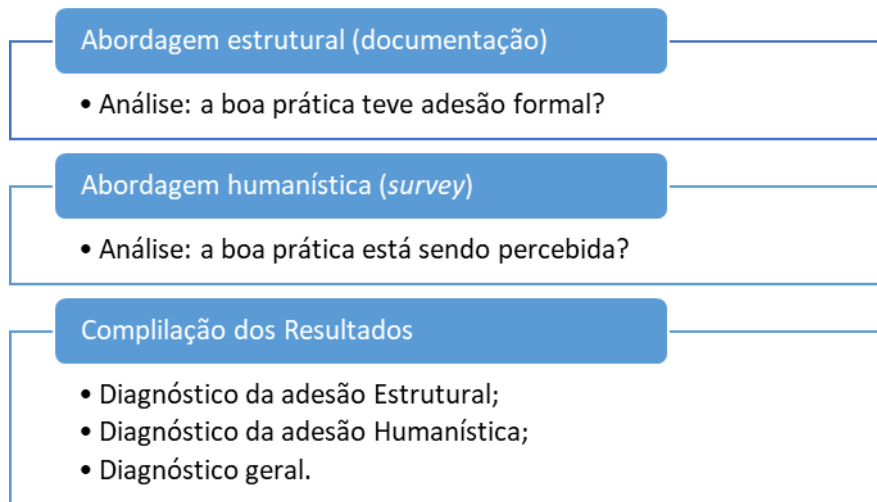 Abordagem estrutural (documentação)
• Análise: a boa prática teve adesão formal?
Abordagem humanística (survey)
• Análise: a boa prática está sendo percebida?
Complilação dos Resultados
• Diagnóstico da adesão Estrutural;
• Diagnóstico da adesão Humanística;
• Diagnóstico geral.